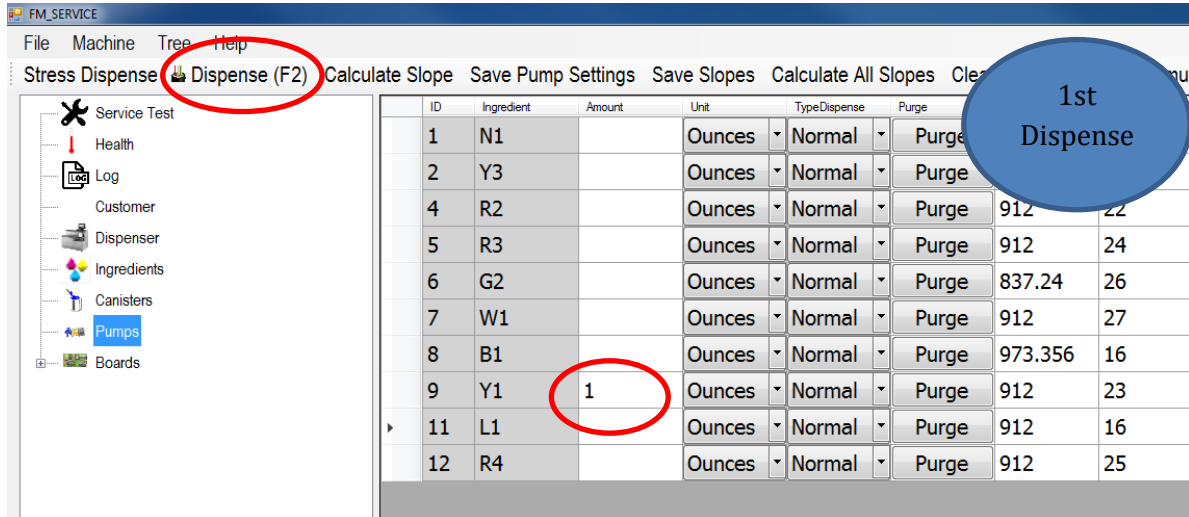 FM_SERVICE
File Machine Tree Help
Stress Dispense Dispense (F2) Calculate Slope Save Pump Settings Save Slopes Calculate All Slopes
1st
Dispense
Service Test
Health
LOG Log
Customer
Dispenser
Ingredients
Canisters
Pumps
Boards
ID Ingredient Amount Unit TypeDispense Purge
1 N1 Ounces Normal Purge
2 Y3 Ounces Normal Purge
4 R2 Ounces Normal Purge 912 22
5 R3 Ounces Normal Purge 912 24
6 G2 Ounces Normal Purge 837.24 26
7 W1 Ounces Normal Purge 912 27
8 B1 Ounces Normal Purge 973.356 16
9 Y1 1 Ounces Normal Purge 912 23
11 L1 Ounces Normal Purge 912 16
12 R4 Ounces Normal Purge 912 25